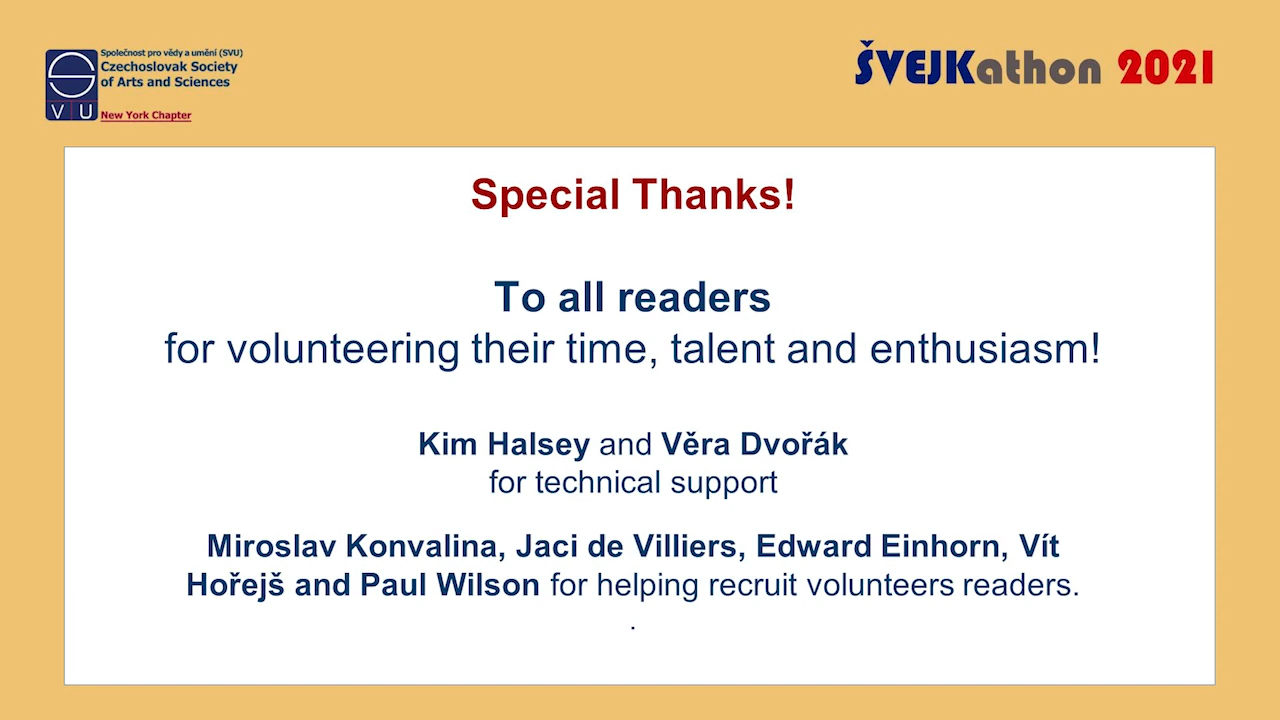 Společnost pro vědy a umění (SVU)
Czechoslovak Society
of Arts and Sciences
S
V U
New York Chapter
ŠVEJKathon 2021
Special Thanks!
To all readers
for volunteering their time, talent and enthusiasm!
Kim Halsey and Věra Dvořák
for technical support
Miroslav Konvalina, Jaci de Villiers, Edward Einhorn, Vít
Hořejš and Paul Wilson for helping recruit volunteers readers.
.